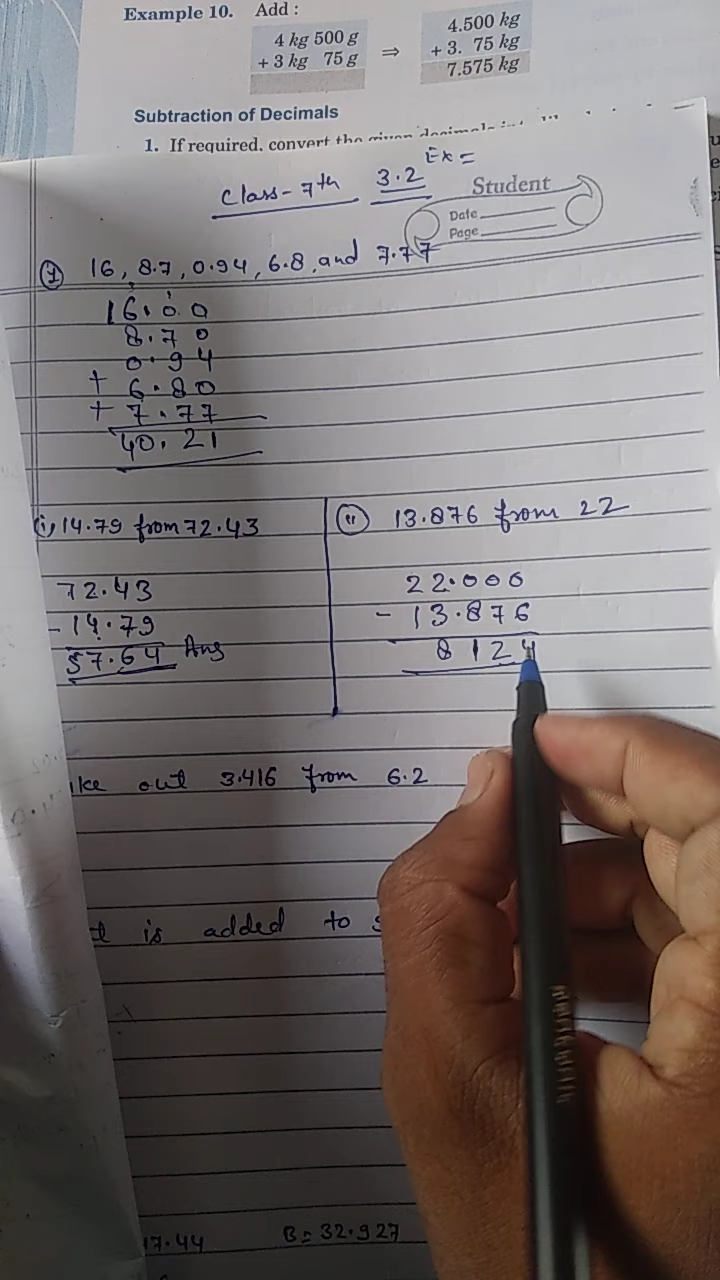 Example 10. Add :
4 kg 500 g
+ 3 kg 75 g
⇒
4.500 kg
+ 3. 75 kg
7.575 kg
Subtraction of Decimals
1. If required, convert the given decimals
Class - 7th 3.2 Ex =
Student
Date
Page
① 16, 8.7, 0.94, 6.8, and 7.77
16.00
8.70
0.94
+ 6.80
+ 7.77
40.21
(i) 14.79 from 72.43
72.43
- 14.79
57.64 Ans
(ii) 13.876 from 22
22.000
- 13.876
8 124
out 3.416 from 6.2
is added to
17.44 B = 32.927